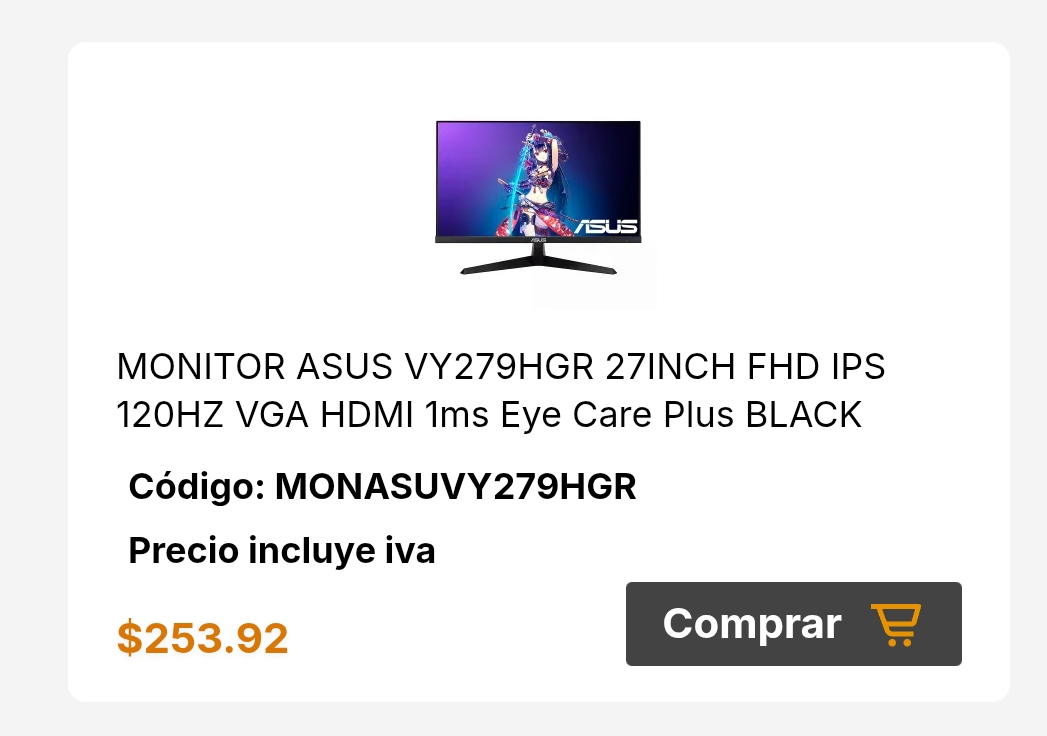 ASUS
ASUS
MONITOR ASUS VY279HGR 27INCH FHD IPS
120HZ VGA HDMI 1ms Eye Care Plus BLACK
Código: MONASUVY279HGR
Precio incluye iva
$253.92
Comprar